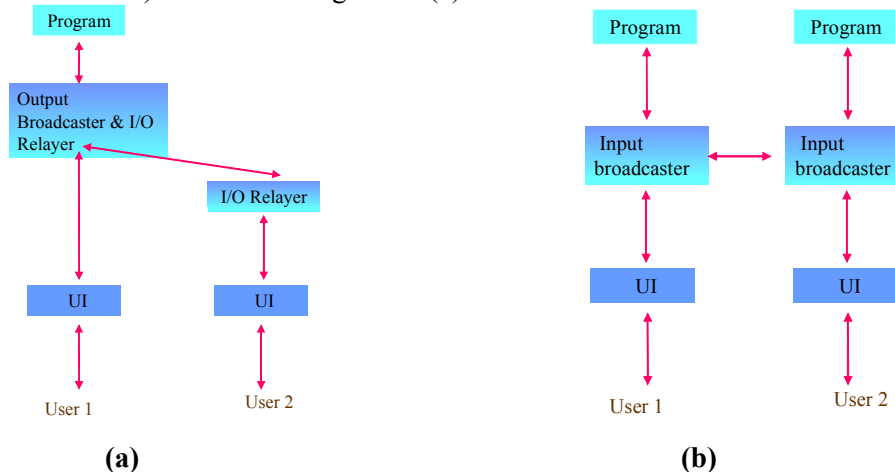 Program
Output
Broadcaster & I/O
Relayer
I/O Relayer
UI
UI
User 1
User 2
(a)
Program
Program
Input
broadcaster
Input
broadcaster
UI
UI
User 1
User 2
(b)